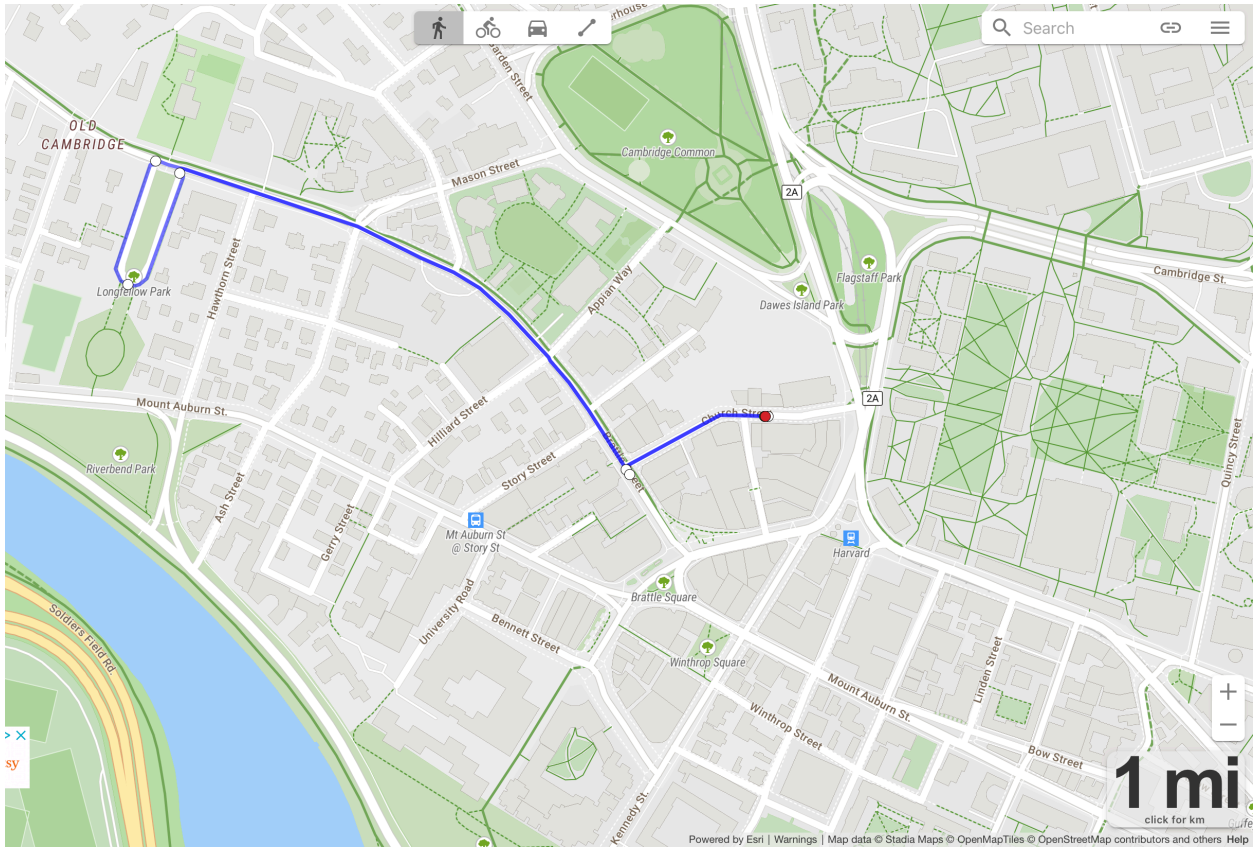 erhouse
Search
Garden Street
OLD
CAMBRIDGE
Cambridge Common
Mason Street
2A
Flagstaff Park
Cambridge St.
Longfellow Park
Hawthorn Street
Appian Way
Dawes Island Park
2A
Mount Auburn St.
Hilliard Street
Church Street
Brattle Street
Quincy Street
Riverbend Park
Story Street
Ash Street
Gerry Street
Mt Auburn St
@ Story St
Harvard
Brattle Square
University Road
Bennett Street
Soldiers Field Rd.
Winthrop Square
Linden Street
Mount Auburn St.
Winthrop Street
Bow Street
Kennedy St.
sy
1 mi
click for km
Powered by Esri | Warnings | Map data © Stadia Maps © OpenMapTiles © OpenStreetMap contributors and others Help